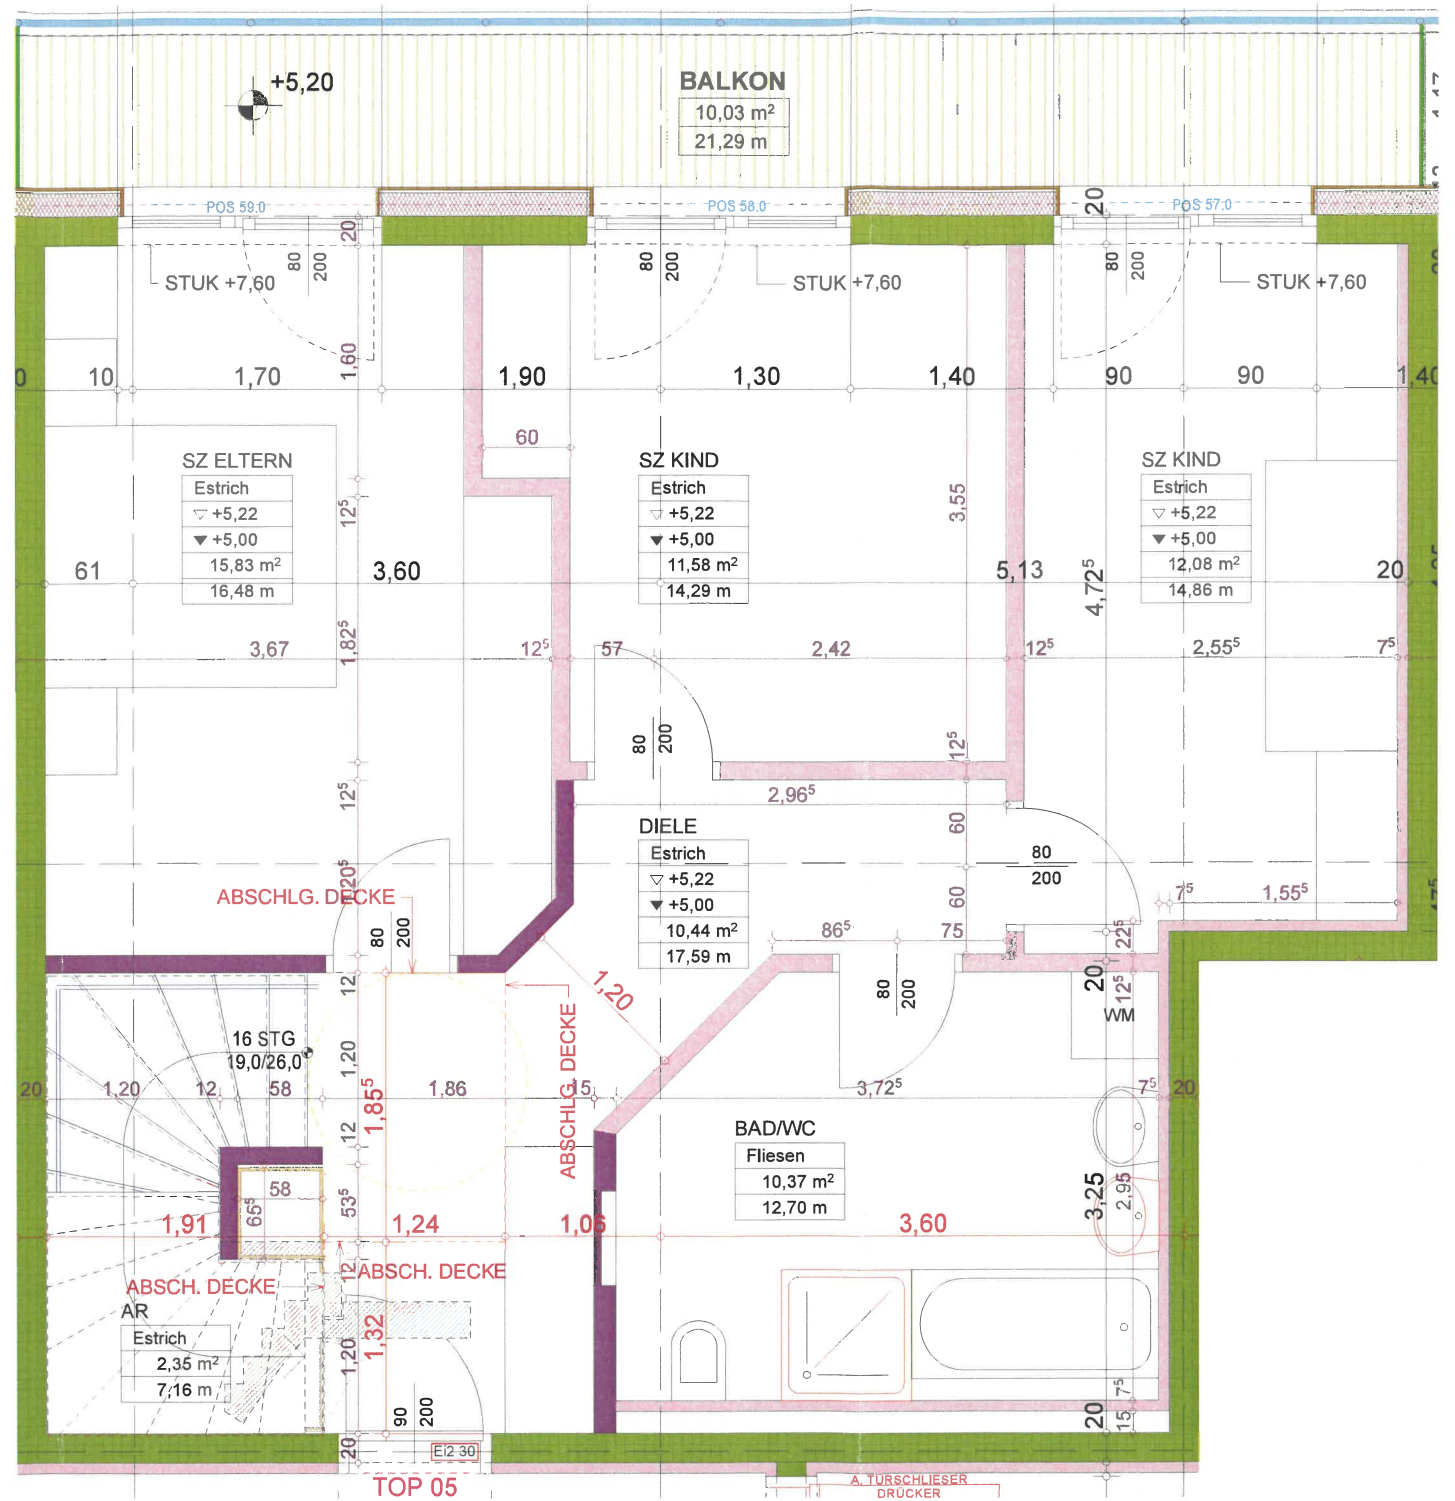 +5,20
BALKON
10,03 m²
21,29 m
POS 59.0
POS 58.0
POS 57.0
20
20
80
200
80
200
80
200
STUK +7,60
STUK +7,60
STUK +7,60
1,60
10
1,70
1,90
1,30
1,40
90
90
1,40
60
SZ ELTERN
Estrich
▽ +5,22
▼ +5,00
15,83 m²
16,48 m
SZ KIND
Estrich
▽ +5,22
▼ +5,00
11,58 m²
14,29 m
SZ KIND
Estrich
▽ +5,22
▼ +5,00
12,08 m²
14,86 m
12⁵
3,55
61
3,60
5,13
4,72⁵
20
3,67
1,82⁵
12⁵
57
2,42
12⁵
2,55⁵
7⁵
80
200
12⁵
12⁵
2,96⁵
60
DIELE
Estrich
▽ +5,22
▼ +5,00
10,44 m²
17,59 m
80
200
60
1,20⁵
ABSCHLG. DECKE
7⁵
1,55⁵
80
200
86⁵
75
22⁵
12
1,20
80
200
20
12⁵
WM
16 STG
19,0/26,0
1,20
1,85⁵
ABSCHLG. DECKE
20
1,20
12
58
1,86
15
3,72⁵
7⁵
20
12
BAD/WC
Fliesen
10,37 m²
12,70 m
58
65⁵
53⁵
3,25
2,95
1,91
1,24
1,06
3,60
12
ABSCH. DECKE
ABSCH. DECKE
AR
Estrich
2,35 m²
7,16 m
1,20
1,32
90
200
20
7⁵
15
20
EI2 30
TOP 05
A. TÜRSCHLIESER
DRÜCKER